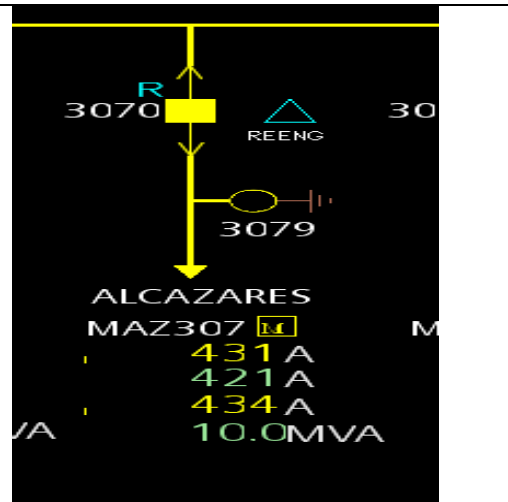 R
3070
30
REENG
3079
ALCAZARES
MAZ307 M
M
431 A
421 A
434 A
VA
10.0MVA